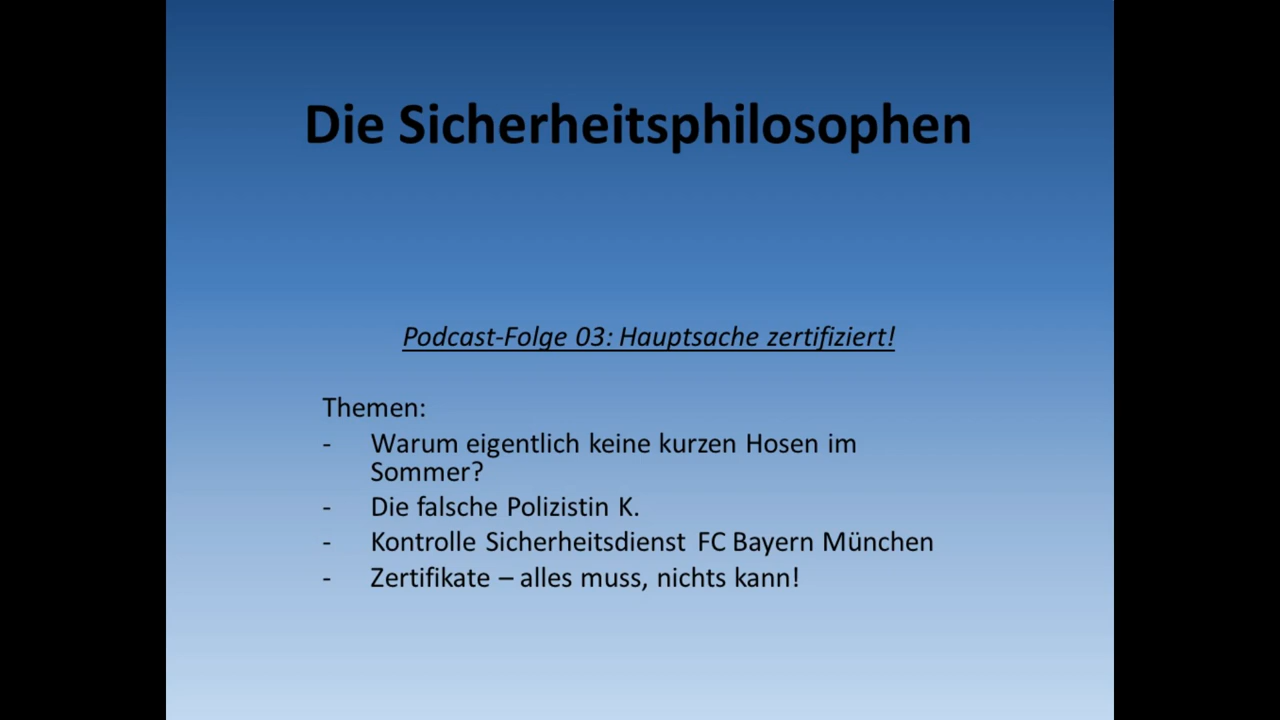 Die Sicherheitsphilosophen
Podcast-Folge 03: Hauptsache zertifiziert!
Themen:
- Warum eigentlich keine kurzen Hosen im
Sommer?
- Die falsche Polizistin K.
- Kontrolle Sicherheitsdienst FC Bayern München
- Zertifikate – alles muss, nichts kann!